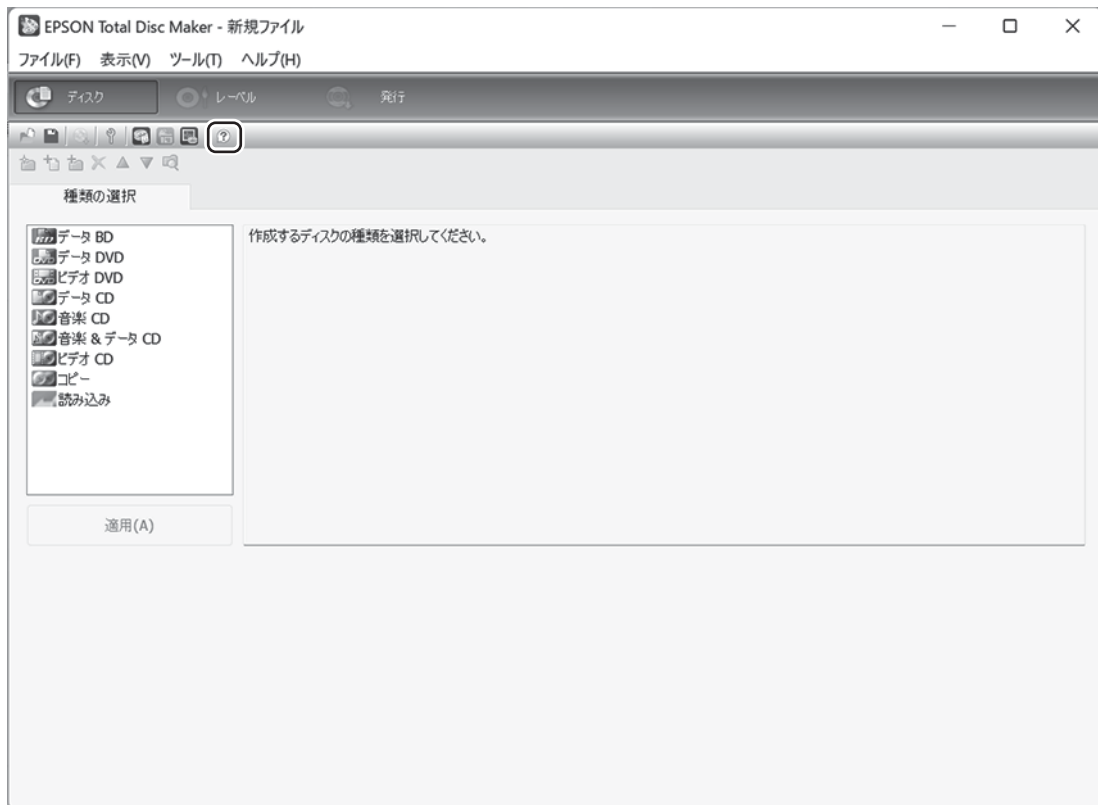 EPSON Total Disc Maker - 新規ファイル
ファイル(F) 表示(V) ツール(T) ヘルプ(H)
ディスク レーベル 発行
種類の選択
データ BD
データ DVD
ビデオ DVD
データ CD
音楽 CD
音楽 & データ CD
ビデオ CD
コピー
読み込み
適用(A)
作成するディスクの種類を選択してください。